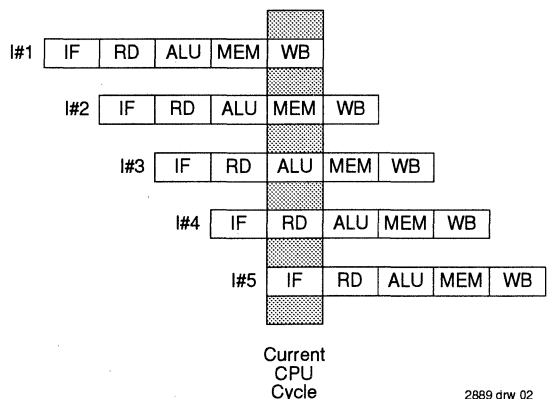 I#1 IF RD ALU MEM WB
I#2 IF RD ALU MEM WB
I#3 IF RD ALU MEM WB
I#4 IF RD ALU MEM WB
I#5 IF RD ALU MEM WB
Current
CPU
Cycle
2889 drw 02